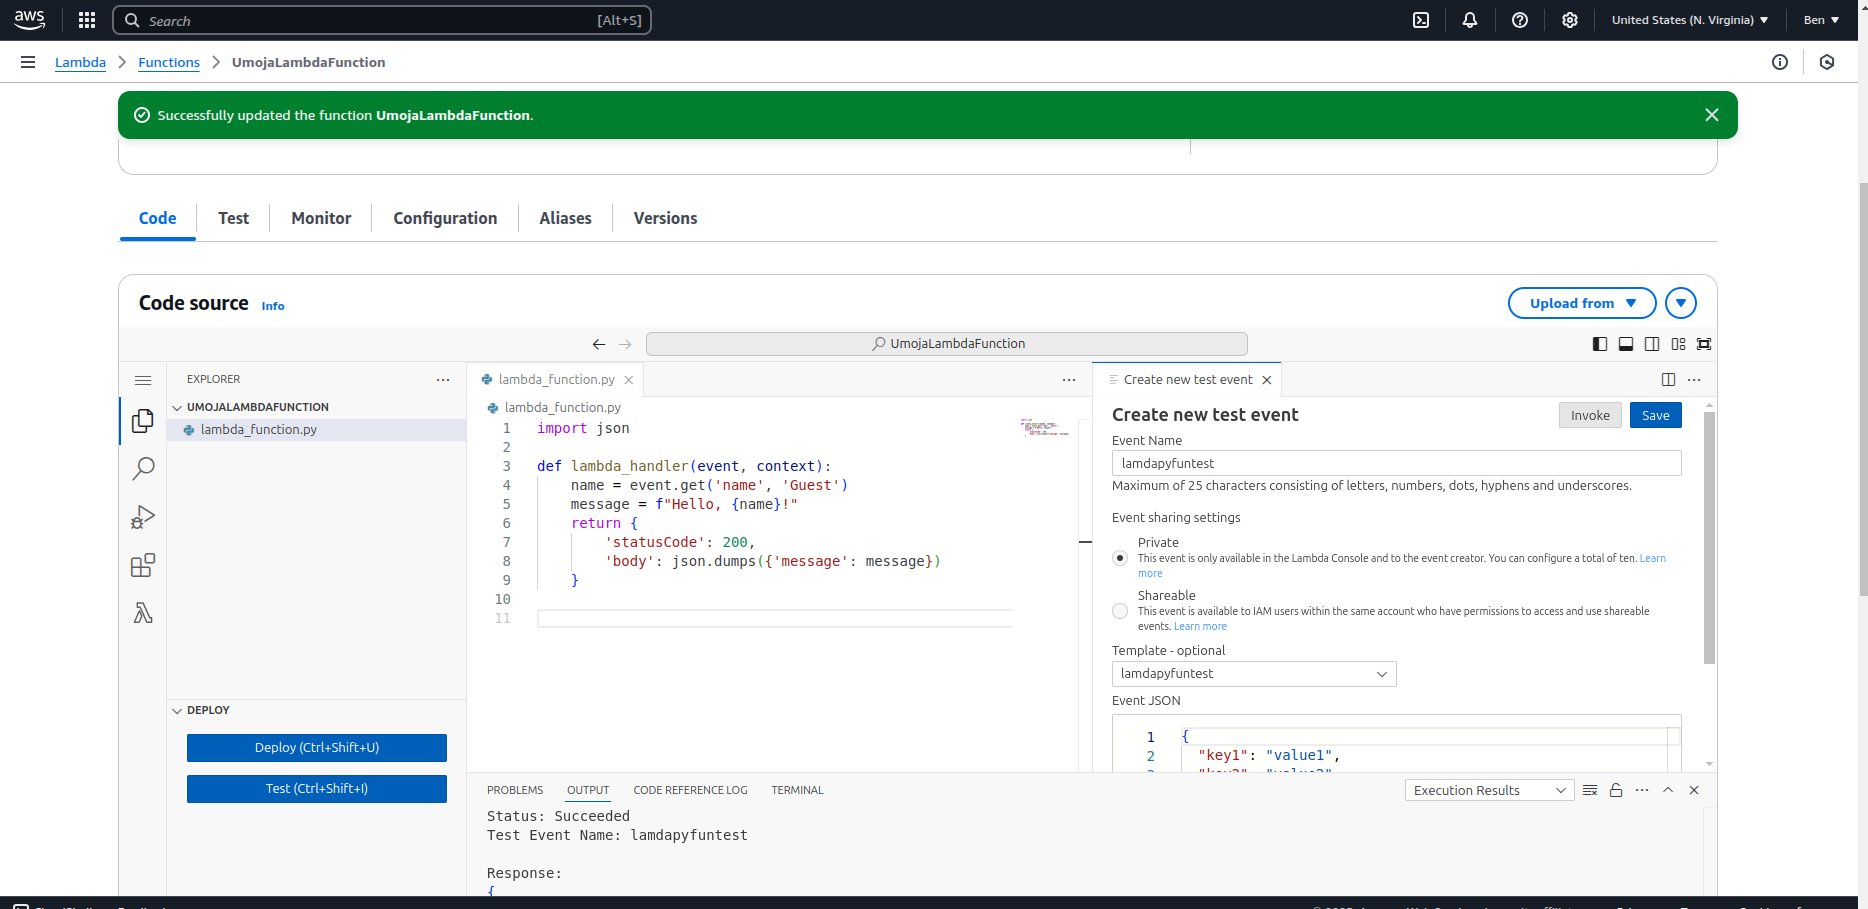 aws
Search [Alt+S]
United States (N. Virginia)
Ben
Lambda
Functions
UmojaLambdaFunction
Successfully updated the function UmojaLambdaFunction.
Code
Test
Monitor
Configuration
Aliases
Versions
Code source Info
Upload from
UmojaLambdaFunction
EXPLORER
UMOJALAMBDAFUNCTION
lambda_function.py
DEPLOY
Deploy (Ctrl+Shift+U)
Test (Ctrl+Shift+I)
lambda_function.py
lambda_function.py
1 import json
2
3 def lambda_handler(event, context):
4 name = event.get('name', 'Guest')
5 message = f"Hello, {name}!"
6 return {
7 'statusCode': 200,
8 'body': json.dumps({'message': message})
9 }
10
11
Create new test event
Create new test event
Invoke
Save
Event Name
lamdapyfuntest
Maximum of 25 characters consisting of letters, numbers, dots, hyphens and underscores.
Event sharing settings
Private
This event is only available in the Lambda Console and to the event creator. You can configure a total of ten. Learn
more
Shareable
This event is available to IAM users within the same account who have permissions to access and use shareable
events. Learn more
Template - optional
lamdapyfuntest
Event JSON
1 {
2 "key1": "value1",
PROBLEMS
OUTPUT
CODE REFERENCE LOG
TERMINAL
Execution Results
Status: Succeeded
Test Event Name: lamdapyfuntest
Response:
{